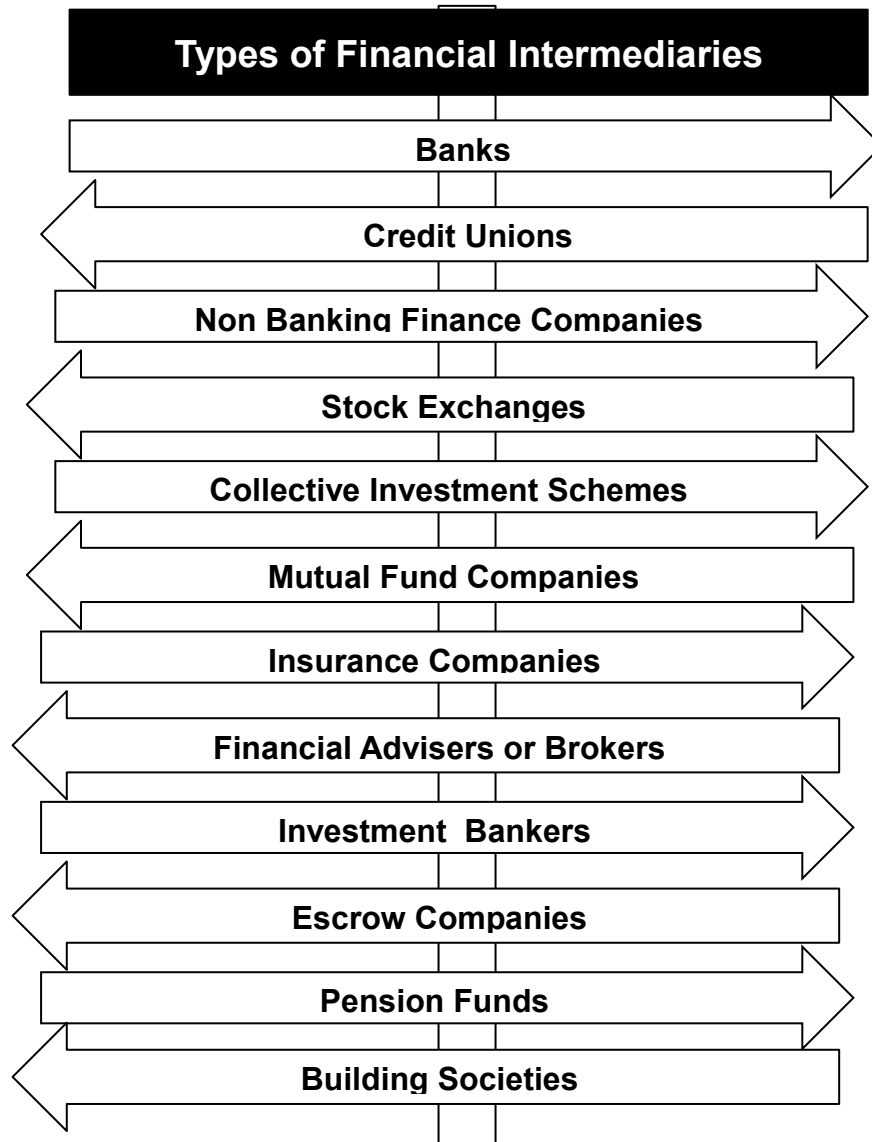 Types of Financial Intermediaries
Banks
Credit Unions
Non Banking Finance Companies
Stock Exchanges
Collective Investment Schemes
Mutual Fund Companies
Insurance Companies
Financial Advisers or Brokers
Investment  Bankers
Escrow Companies
Pension Funds
Building Societies